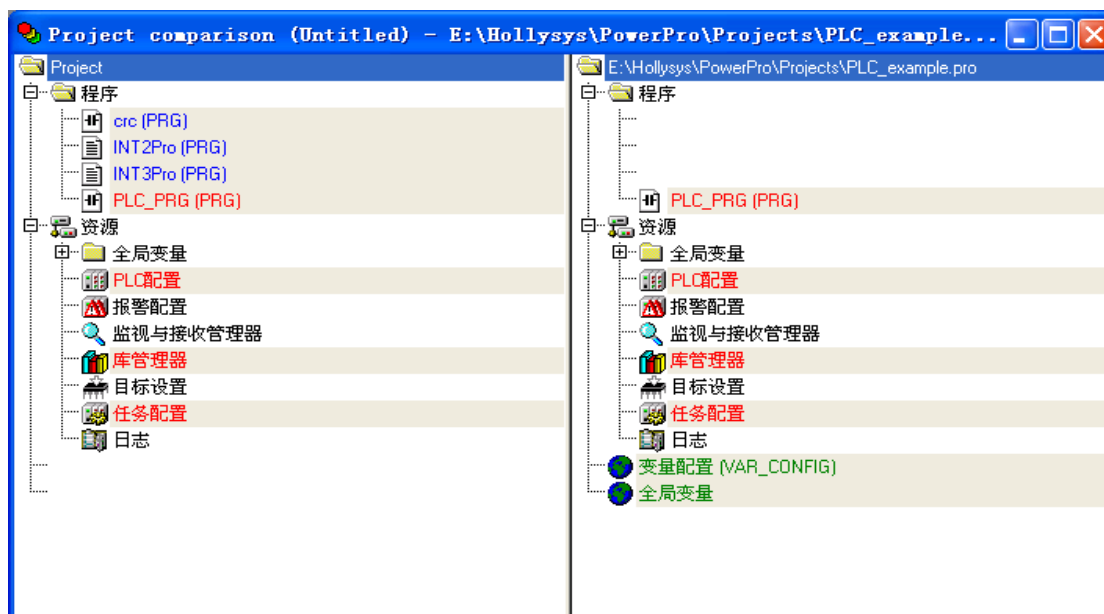 Project comparison (Untitled) - E:\Hollysys\PowerPro\Projects\PLC_example...
Project
程序
crc (PRG)
INT2Pro (PRG)
INT3Pro (PRG)
PLC_PRG (PRG)
资源
全局变量
PLC配置
报警配置
监视与接收管理器
库管理器
目标设置
任务配置
日志
E:\Hollysys\PowerPro\Projects\PLC_example.pro
程序
PLC_PRG (PRG)
资源
全局变量
PLC配置
报警配置
监视与接收管理器
库管理器
目标设置
任务配置
日志
变量配置 (VAR_CONFIG)
全局变量